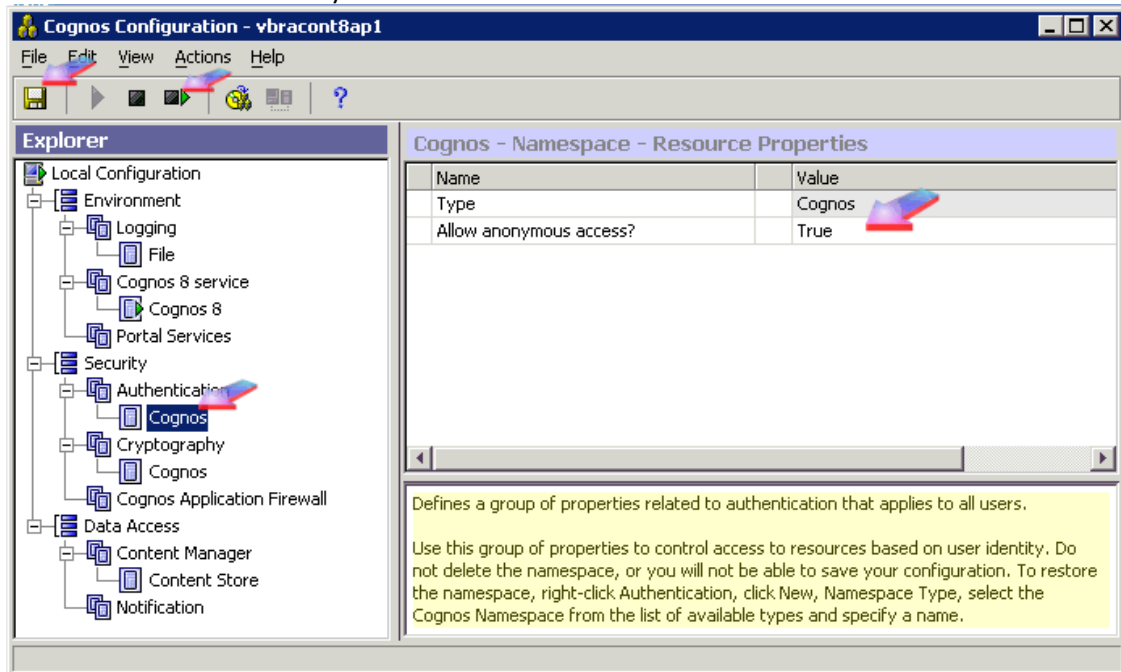 Cognos Configuration - vbracont8ap1
File Edit View Actions Help
?
Explorer
Local Configuration
Environment
Logging
File
Cognos 8 service
Cognos 8
Portal Services
Security
Authentication
Cognos
Cryptography
Cognos
Cognos Application Firewall
Data Access
Content Manager
Content Store
Notification
Cognos - Namespace - Resource Properties
Name Value
Type Cognos
Allow anonymous access? True
Defines a group of properties related to authentication that applies to all users.
Use this group of properties to control access to resources based on user identity. Do
not delete the namespace, or you will not be able to save your configuration. To restore
the namespace, right-click Authentication, click New, Namespace Type, select the
Cognos Namespace from the list of available types and specify a name.